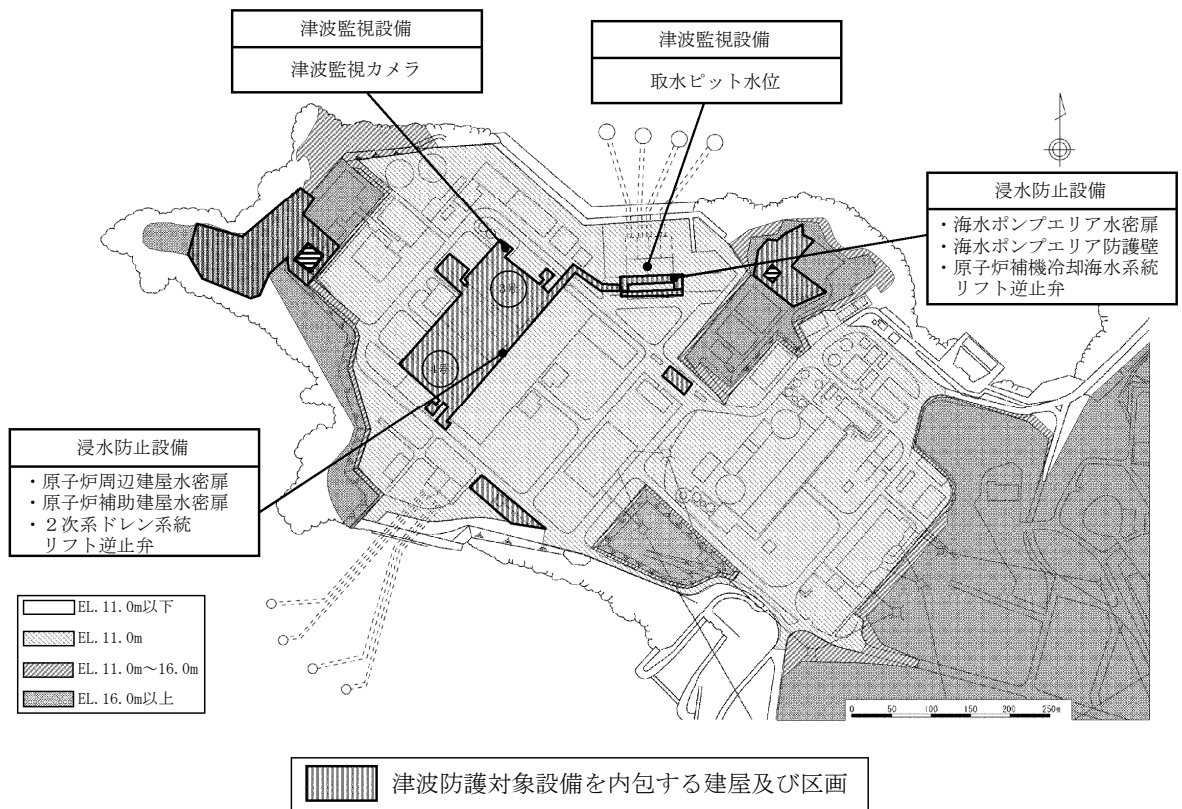 津波監視設備
津波監視カメラ
津波監視設備
取水ピット水位
浸水防止設備
・海水ポンプエリア水密扉
・海水ポンプエリア防護壁
・原子炉補機冷却海水系統
リフト逆止弁
3号
4号
浸水防止設備
・原子炉周辺建屋水密扉
・原子炉補助建屋水密扉
・２次系ドレン系統
リフト逆止弁
EL.11.0m以下
EL.11.0m
EL.11.0m～16.0m
EL.16.0m以上
0 50 100 150 200 250m
津波防護対象設備を内包する建屋及び区画